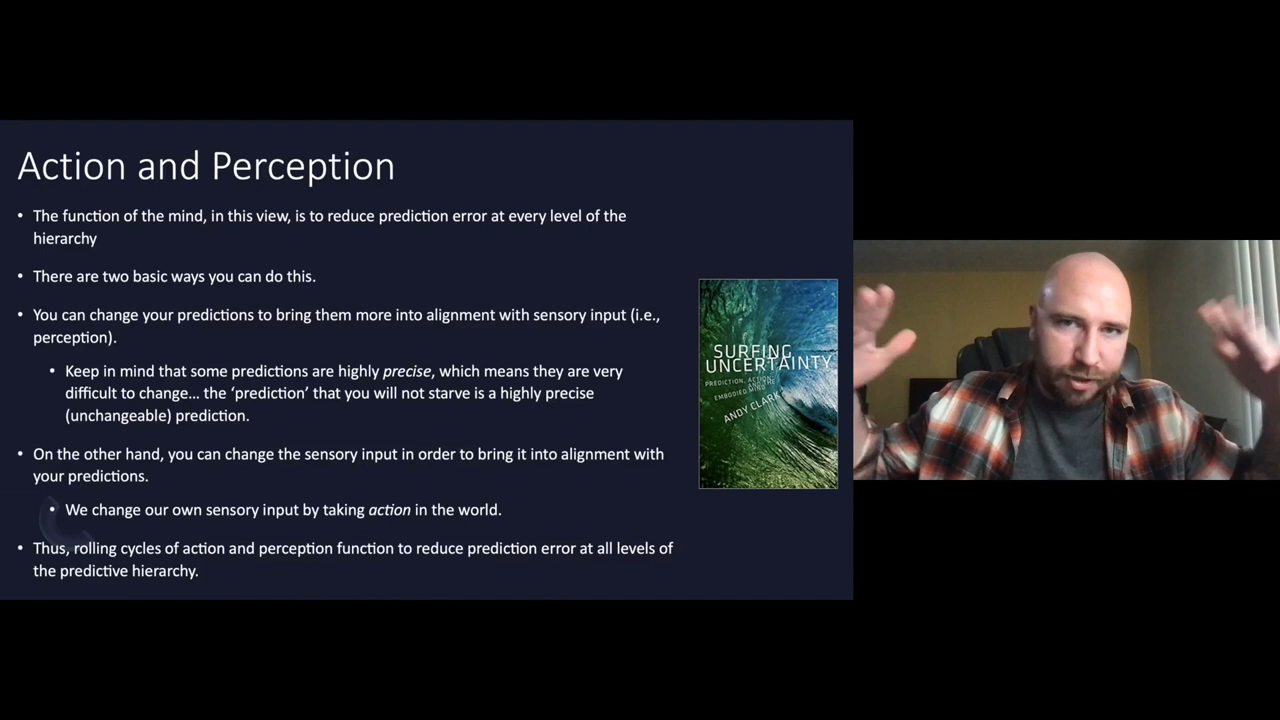 Action and Perception
• The function of the mind, in this view, is to reduce prediction error at every level of the
hierarchy
• There are two basic ways you can do this.
• You can change your predictions to bring them more into alignment with sensory input (i.e.,
perception).
• Keep in mind that some predictions are highly precise, which means they are very
difficult to change... the ‘prediction’ that you will not starve is a highly precise
(unchangeable) prediction.
• On the other hand, you can change the sensory input in order to bring it into alignment with
your predictions.
• We change our own sensory input by taking action in the world.
• Thus, rolling cycles of action and perception function to reduce prediction error at all levels of
the predictive hierarchy.
SURFING
UNCERTAINTY
PREDICTION, ACTION,
AND THE
EMBODIED MIND
ANDY CLARK